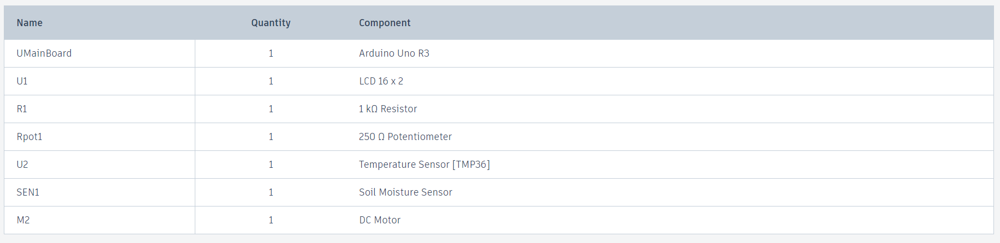 Name Quantity Component
UMainBoard 1 Arduino Uno R3
U1 1 LCD 16 x 2
R1 1 1 kΩ Resistor
Rpot1 1 250 Ω Potentiometer
U2 1 Temperature Sensor [TMP36]
SEN1 1 Soil Moisture Sensor
M2 1 DC Motor